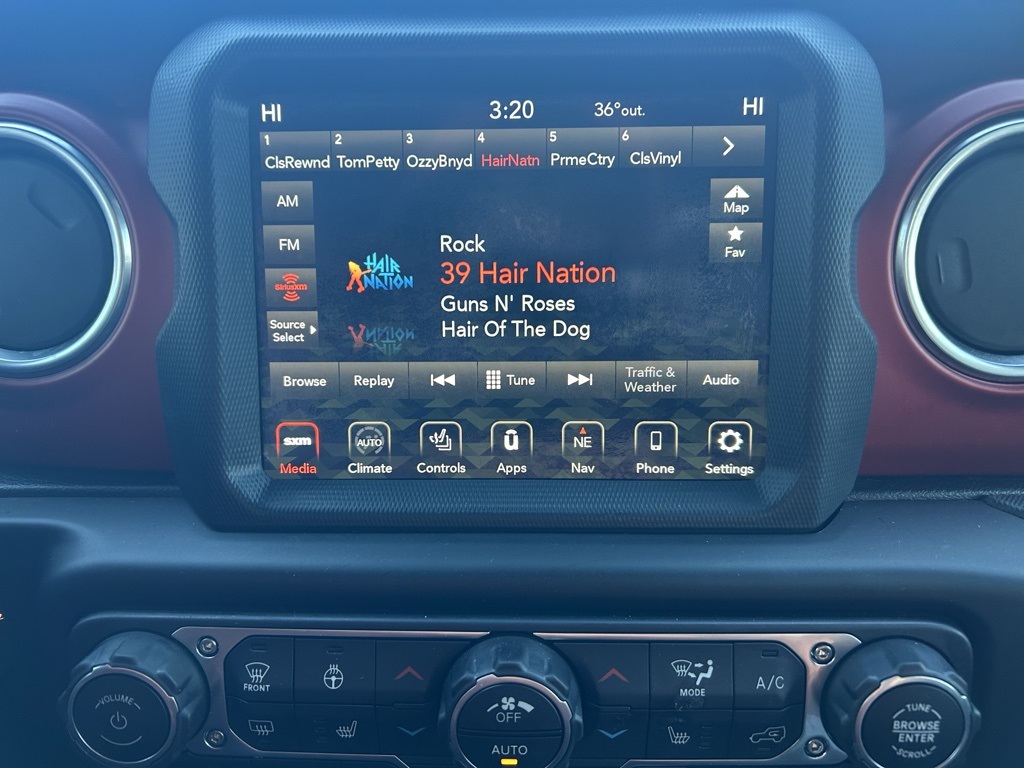 HI 3:20 36°out. HI
1 2 3 4 5 6
ClsRewnd TomPetty OzzyBnyd HairNatn PrmeCtry ClsVinyl
AM
Map
FM
Fav
HAIR
NATION
Rock
39 Hair Nation
Guns N' Roses
Hair Of The Dog
siriusxm
Source
Select
Browse Replay Tune Traffic &
Weather Audio
sxm AUTO û NE
Media Climate Controls Apps Nav Phone Settings
VOLUME
FRONT
OFF
AUTO
MODE
A/C
TUNE
BROWSE
ENTER
SCROLL